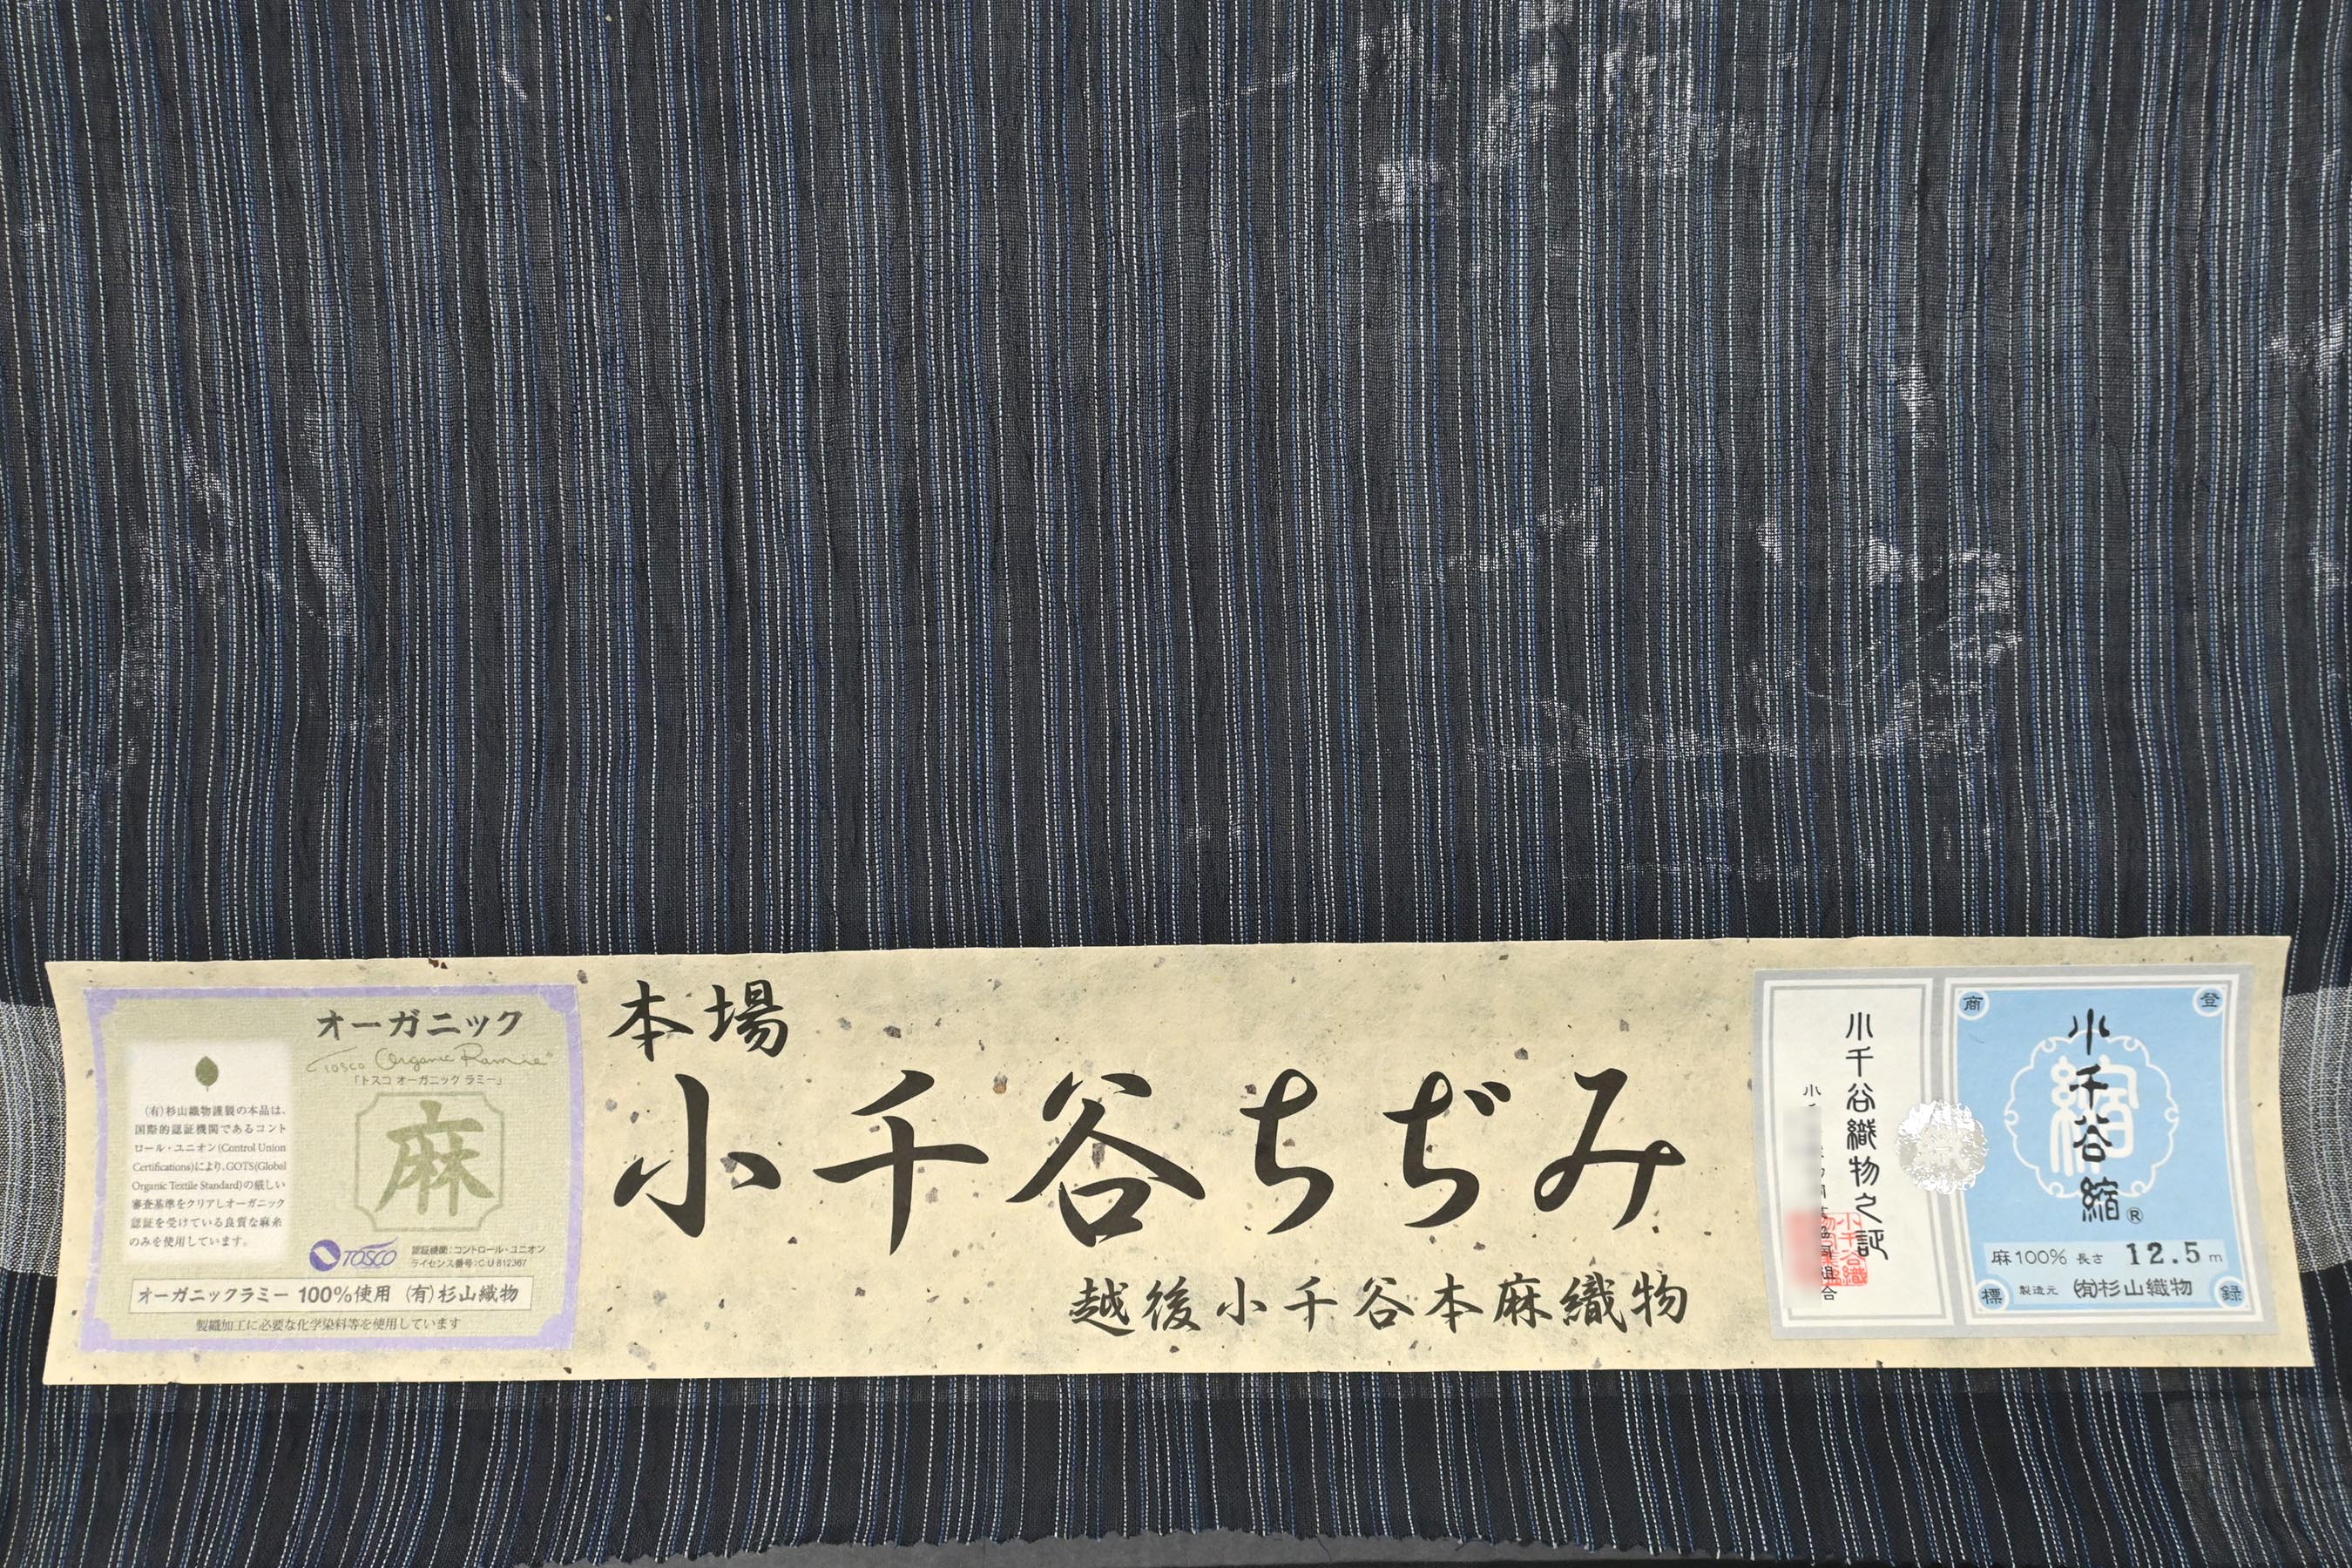 オーガニック
Tosco Organic Ramie
「トスコ オーガニック ラミー」
(有)杉山織物謹製の本品は、
国際的認証機関であるコント
ロール・ユニオン(Control Union
Certifications)により、GOTS(Global
Organic Textile Standard)の厳しい
審査基準をクリアしオーガニック
認証を受けている良質な麻糸
のみを使用しています。
麻
TOSCO
認証機関:コントロール・ユニオン
ライセンス番号:C U 812367
オーガニックラミー 100%使用 (有)杉山織物
製織加工に必要な化学染料等を使用しています
本場
小千谷ちぢみ
越後小千谷本麻織物
小千谷織物之証
小
組合
商
登
小千谷縮®
縮
麻100% 長さ 12.5 m
標
製造元 (有)杉山織物
録